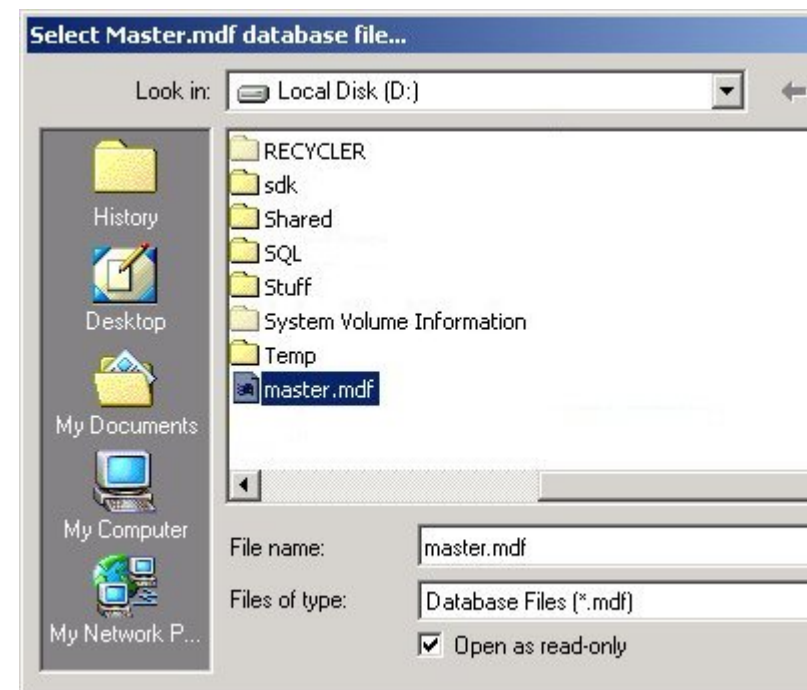 Select Master.mdf database file...
Look in: Local Disk (D:)
History
Desktop
My Documents
My Computer
My Network P...
RECYCLER
sdk
Shared
SQL
Stuff
System Volume Information
Temp
master.mdf
File name: master.mdf
Files of type: Database Files (*.mdf)
Open as read-only